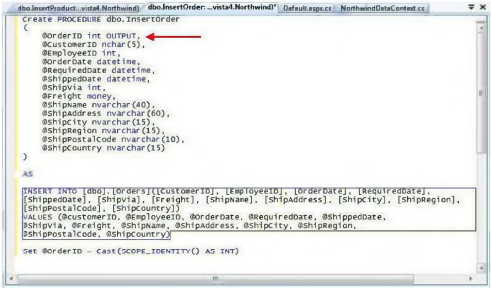 dbo.InsertOrder ...vista4.Northwind) dbo.InsertOrder: ...vista4.Northwind)* Default.aspx.cs NorthwindDataContext.cs
Create PROCEDURE dbo.InsertOrder
(
@OrderID int OUTPUT,
@CustomerID nchar(5),
@EmployeeID int,
@OrderDate datetime,
@RequiredDate datetime,
@ShippedDate datetime,
@ShipVia int,
@Freight money,
@ShipName nvarchar(40),
@ShipAddress nvarchar(60),
@ShipCity nvarchar(15),
@ShipRegion nvarchar(15),
@ShipPostalCode nvarchar(10),
@ShipCountry nvarchar(15)
)
AS
INSERT INTO [dbo].[Orders]([CustomerID], [EmployeeID], [OrderDate], [RequiredDate],
[ShippedDate], [ShipVia], [Freight], [ShipName], [ShipAddress], [ShipCity], [ShipRegion],
[ShipPostalCode], [ShipCountry])
VALUES (@CustomerID, @EmployeeID, @OrderDate, @RequiredDate, @ShippedDate,
@ShipVia, @Freight, @ShipName, @ShipAddress, @ShipCity, @ShipRegion,
@ShipPostalCode, @ShipCountry)
Set @OrderID = Cast(SCOPE_IDENTITY() AS INT)